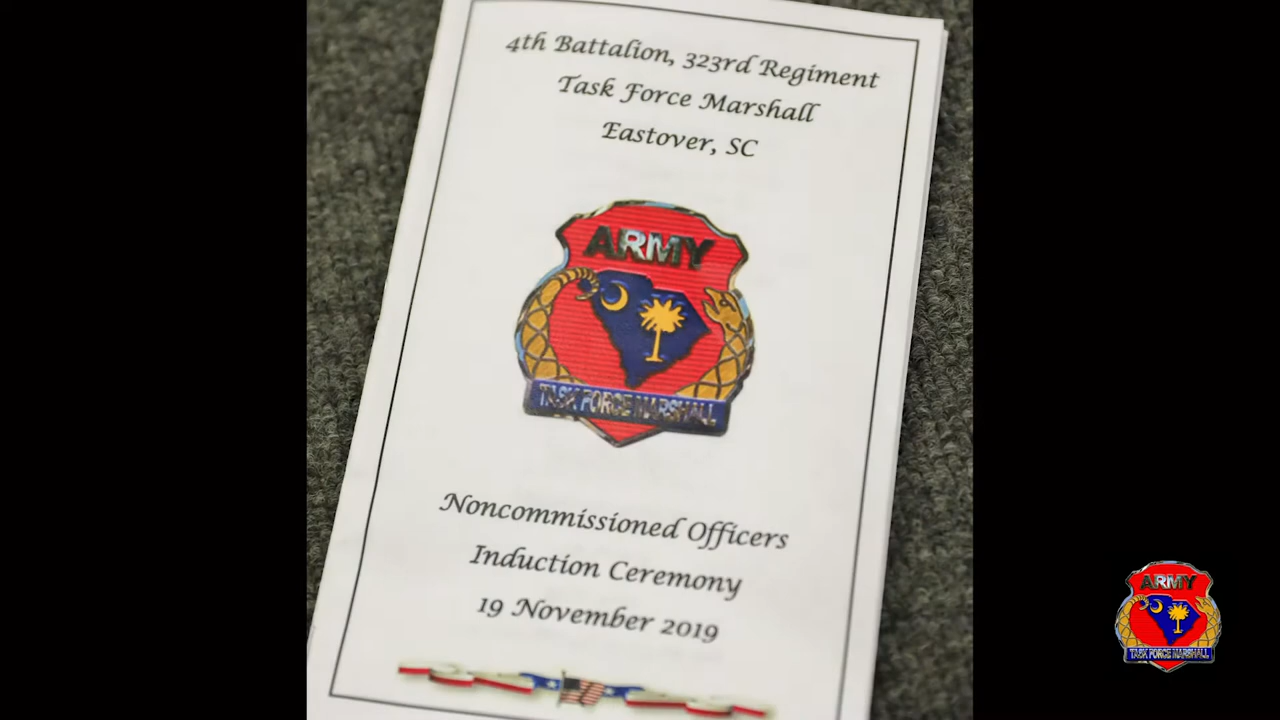 4th Battalion, 323rd Regiment
Task Force Marshall
Eastover, SC
ARMY
TASK FORCE MARSHALL
Noncommissioned Officers
Induction Ceremony
19 November 2019
ARMY
TASK FORCE MARSHALL